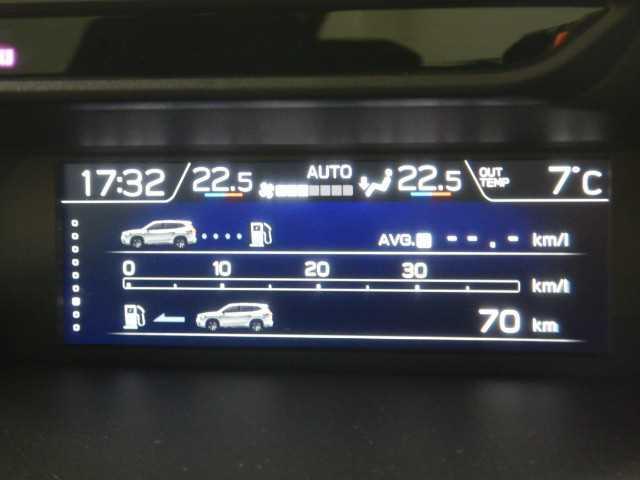 17:32 22.5 AUTO 22.5 OUT TEMP 7°C
AVG. --.- km/l
0 10 20 30 km/l
70 km